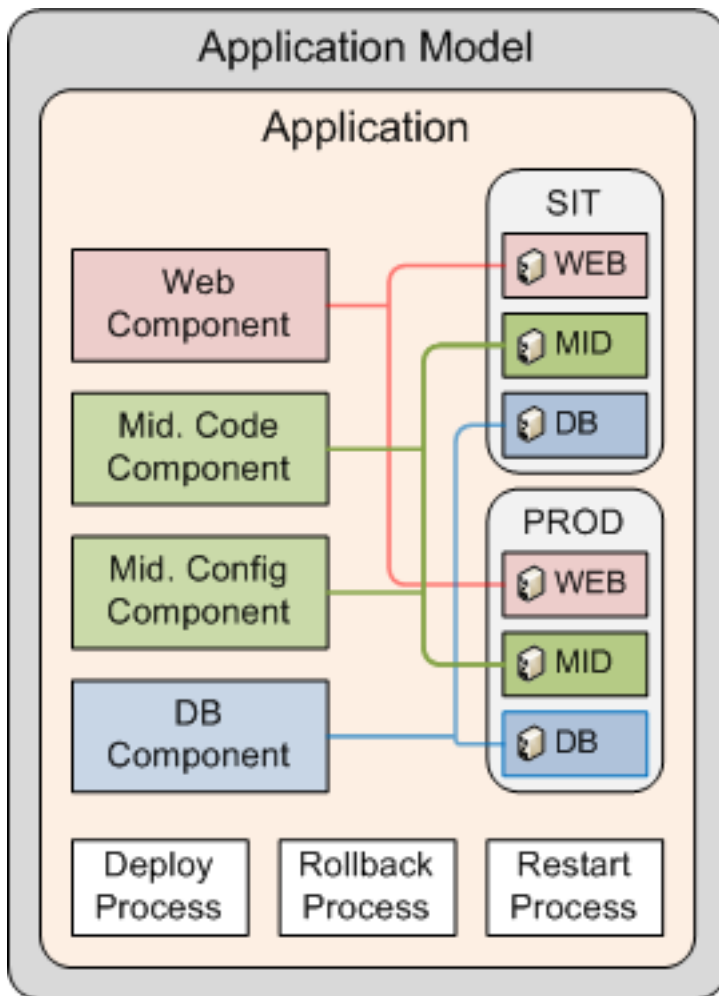 Application Model
Application
Web
Component
Mid. Code
Component
Mid. Config
Component
DB
Component
SIT
WEB
MID
DB
PROD
WEB
MID
DB
Deploy
Process
Rollback
Process
Restart
Process